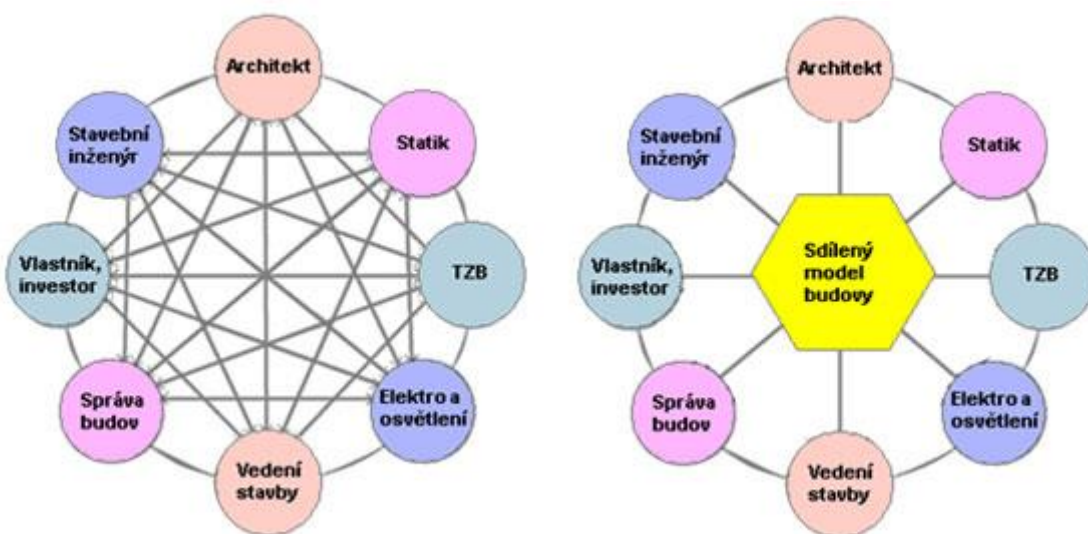 Architekt
Stavební
inženýr
Statik
Vlastník,
investor
TZB
Správa
budov
Elektro a
osvětlení
Vedení
stavby
Architekt
Stavební
inženýr
Statik
Vlastník,
investor
Sdílený
model
budovy
TZB
Správa
budov
Elektro a
osvětlení
Vedení
stavby